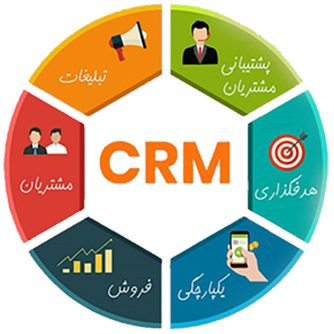 پشتیبانی
مشتریان
هدفگذاری
یکپارچگی
فروش
مشتریان
تبلیغات
CRM